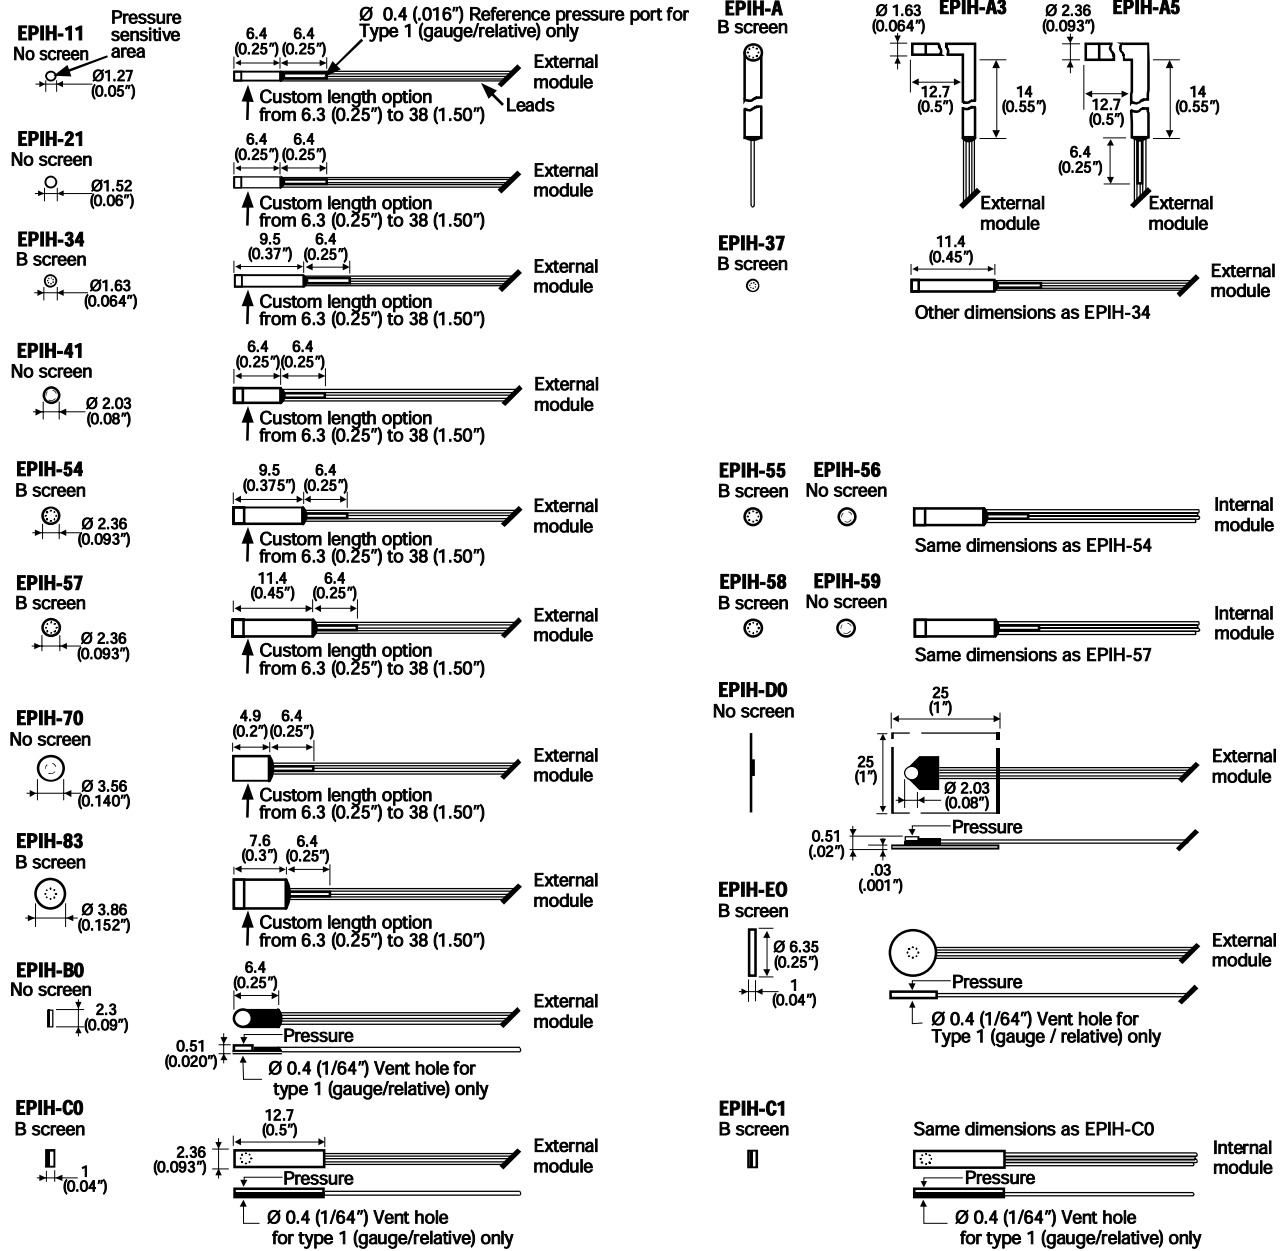 EPIH-11
No screen
Pressure
sensitive
area
Ø1.27
(0.05")
6.4
(0.25")
6.4
(0.25")
Ø 0.4 (.016") Reference pressure port for
Type 1 (gauge/relative) only
External
module
Leads
Custom length option
from 6.3 (0.25") to 38 (1.50")
EPIH-21
No screen
Ø1.52
(0.06")
6.4
(0.25")
6.4
(0.25")
External
module
Custom length option
from 6.3 (0.25") to 38 (1.50")
EPIH-34
B screen
Ø1.63
(0.064")
9.5
(0.37")
6.4
(0.25")
External
module
Custom length option
from 6.3 (0.25") to 38 (1.50")
EPIH-41
No screen
Ø 2.03
(0.08")
6.4
(0.25")
6.4
(0.25")
External
module
Custom length option
from 6.3 (0.25") to 38 (1.50")
EPIH-54
B screen
Ø 2.36
(0.093")
9.5
(0.375")
6.4
(0.25")
External
module
Custom length option
from 6.3 (0.25") to 38 (1.50")
EPIH-57
B screen
Ø 2.36
(0.093")
11.4
(0.45")
6.4
(0.25")
External
module
Custom length option
from 6.3 (0.25") to 38 (1.50")
EPIH-70
No screen
Ø 3.56
(0.140")
4.9
(0.2")
6.4
(0.25")
External
module
Custom length option
from 6.3 (0.25") to 38 (1.50")
EPIH-83
B screen
Ø 3.86
(0.152")
7.6
(0.3")
6.4
(0.25")
External
module
Custom length option
from 6.3 (0.25") to 38 (1.50")
EPIH-B0
No screen
2.3
(0.09")
6.4
(0.25")
External
module
Pressure
0.51
(0.020")
Ø 0.4 (1/64") Vent hole for
type 1 (gauge/relative) only
EPIH-C0
B screen
1
(0.04")
12.7
(0.5")
2.36
(0.093")
External
module
Pressure
Ø 0.4 (1/64") Vent hole
for type 1 (gauge/relative) only
EPIH-A
B screen
Ø 1.63
(0.064")
EPIH-A3
12.7
(0.5")
14
(0.55")
External
module
Ø 2.36
(0.093")
EPIH-A5
12.7
(0.5")
14
(0.55")
6.4
(0.25")
External
module
EPIH-37
B screen
11.4
(0.45")
External
module
Other dimensions as EPIH-34
EPIH-55
B screen
EPIH-56
No screen
Internal
module
Same dimensions as EPIH-54
EPIH-58
B screen
EPIH-59
No screen
Internal
module
Same dimensions as EPIH-57
EPIH-D0
No screen
25
(1")
25
(1")
Ø 2.03
(0.08")
External
module
Pressure
0.51
(.02")
.03
(.001")
EPIH-EO
B screen
Ø 6.35
(0.25")
1
(0.04")
External
module
Pressure
Ø 0.4 (1/64") Vent hole for
Type 1 (gauge / relative) only
EPIH-C1
B screen
Same dimensions as EPIH-C0
Internal
module
Pressure
Ø 0.4 (1/64") Vent hole
for type 1 (gauge/relative) only